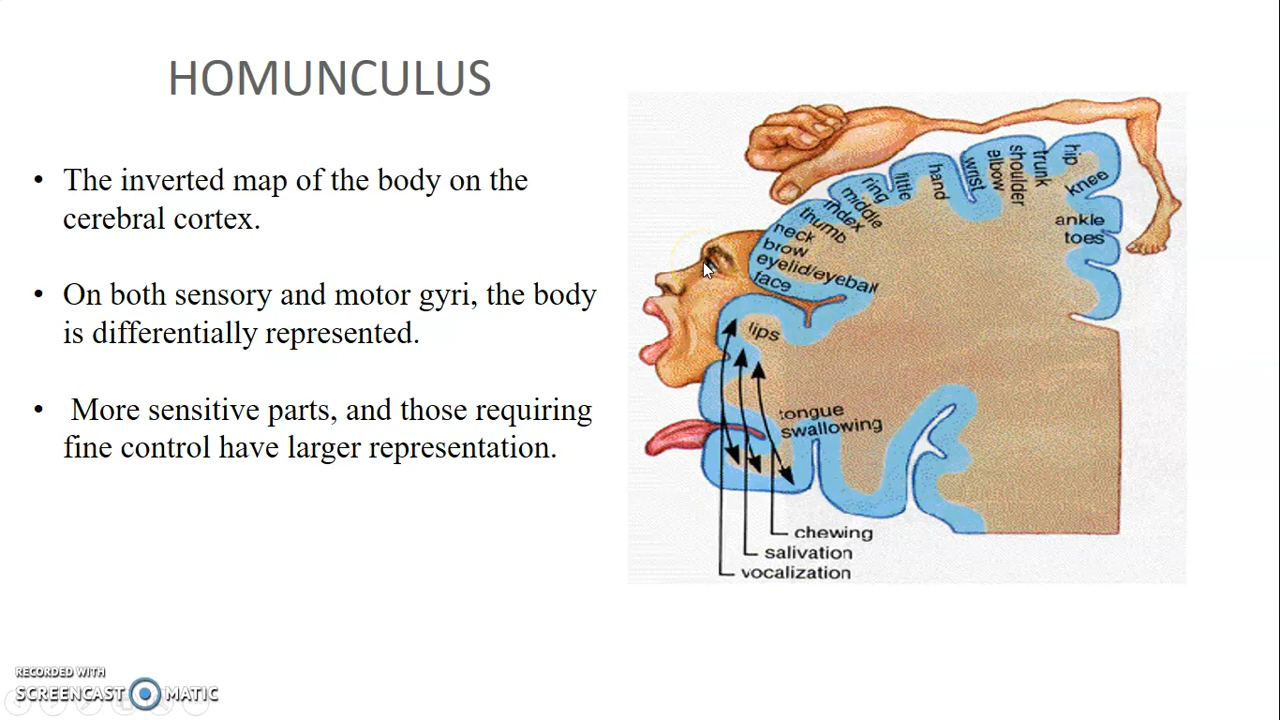 HOMUNCULUS
• The inverted map of the body on the
cerebral cortex.
• On both sensory and motor gyri, the body
is differentially represented.
• More sensitive parts, and those requiring
fine control have larger representation.
hip
knee
ankle
toes
trunk
shoulder
elbow
wrist
hand
little
ring
middle
index
thumb
neck
brow
eyelid/eyeball
face
lips
tongue
swallowing
chewing
salivation
vocalization
RECORDED WITH
SCREENCAST MATIC